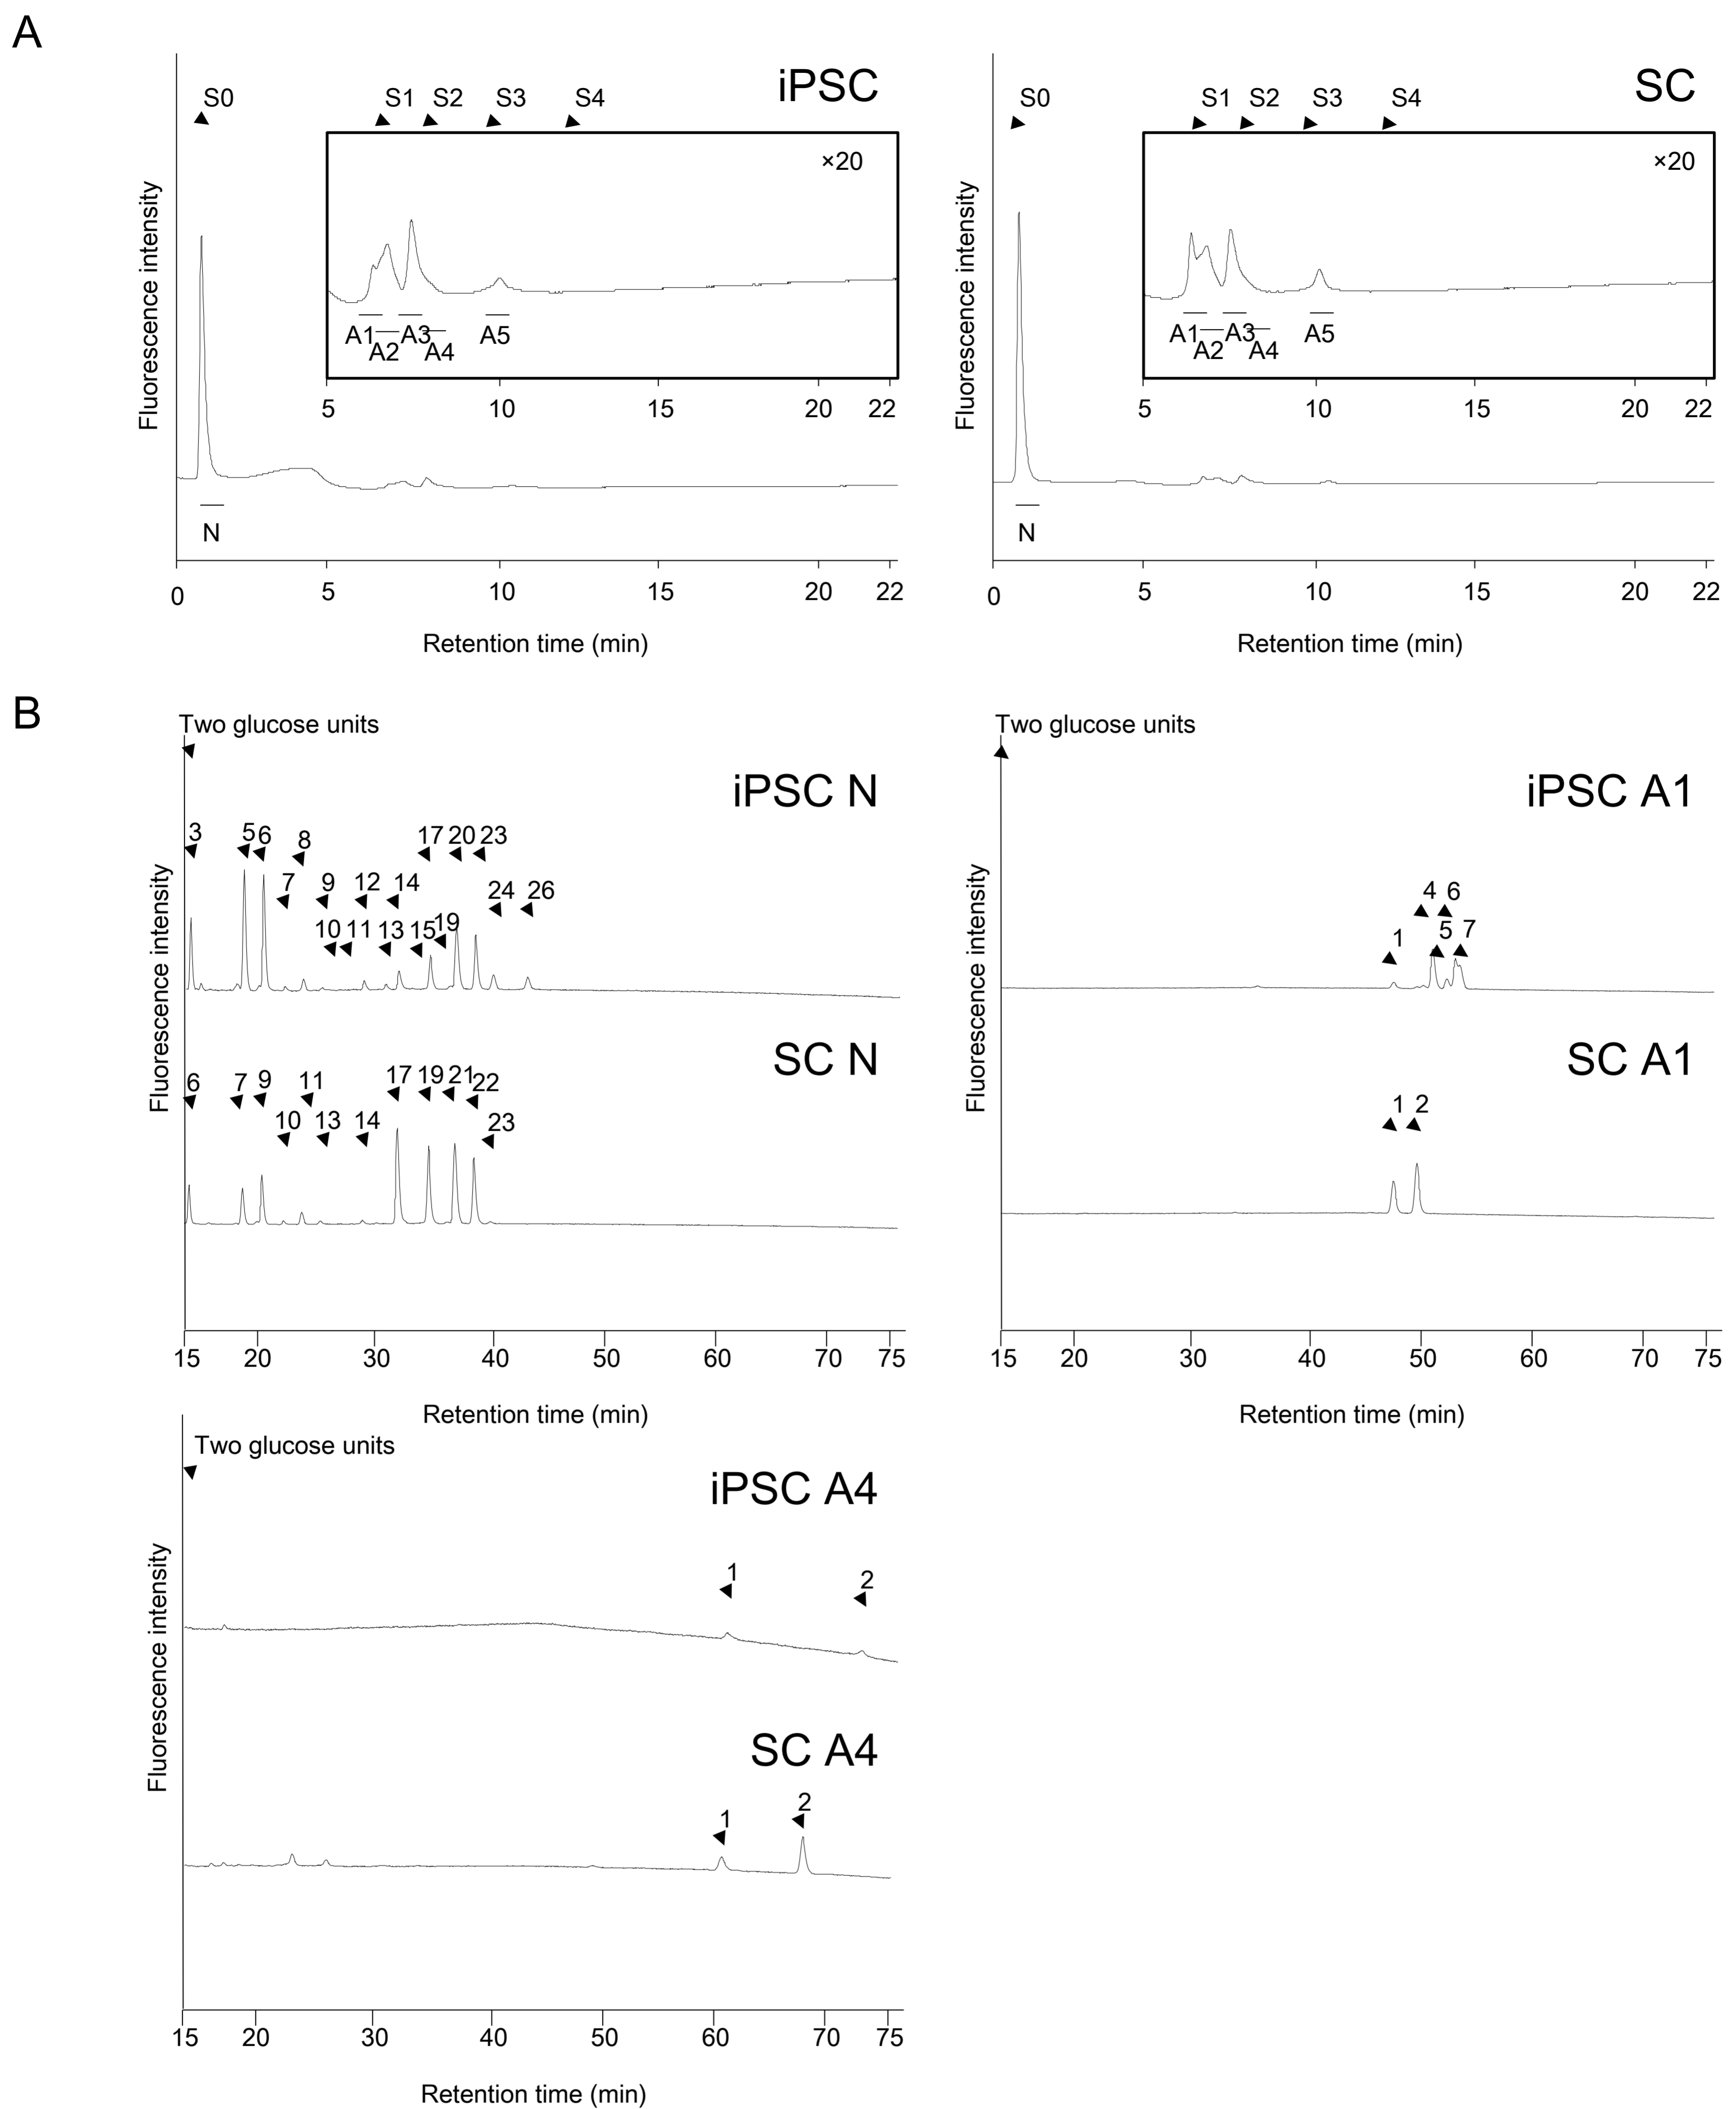 A
iPSC
S0 S1 S2 S3 S4
×20
A1 A2 A3 A4 A5
5 10 15 20 22
N
Fluorescence intensity
0 5 10 15 20 22
Retention time (min)
SC
S0 S1 S2 S3 S4
×20
A1 A2 A3 A4 A5
5 10 15 20 22
N
Fluorescence intensity
0 5 10 15 20 22
Retention time (min)
B
Two glucose units
iPSC N
3 5 6 8 17 20 23
7 9 12 14 24 26
10 11 13 15 19
Fluorescence intensity
SC N
6 7 9 11 17 19 21 22
10 13 14 23
15 20 30 40 50 60 70 75
Retention time (min)
Two glucose units
iPSC A1
4 6
1 5 7
Fluorescence intensity
SC A1
1 2
15 20 30 40 50 60 70 75
Retention time (min)
Two glucose units
iPSC A4
1 2
Fluorescence intensity
SC A4
1 2
15 20 30 40 50 60 70 75
Retention time (min)